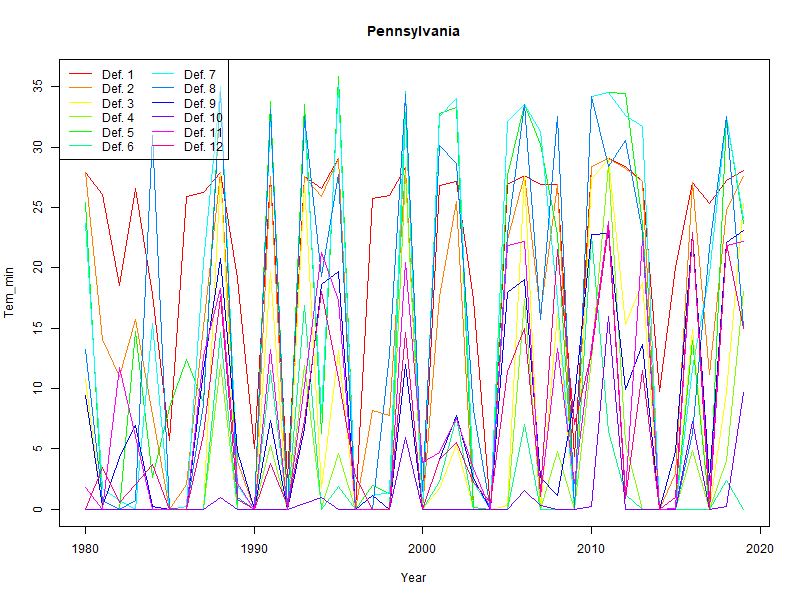 Pennsylvania
Tem_min
35
30
25
20
15
10
5
0
Def. 1 Def. 7
Def. 2 Def. 8
Def. 3 Def. 9
Def. 4 Def. 10
Def. 5 Def. 11
Def. 6 Def. 12
1980 1990 2000 2010 2020
Year